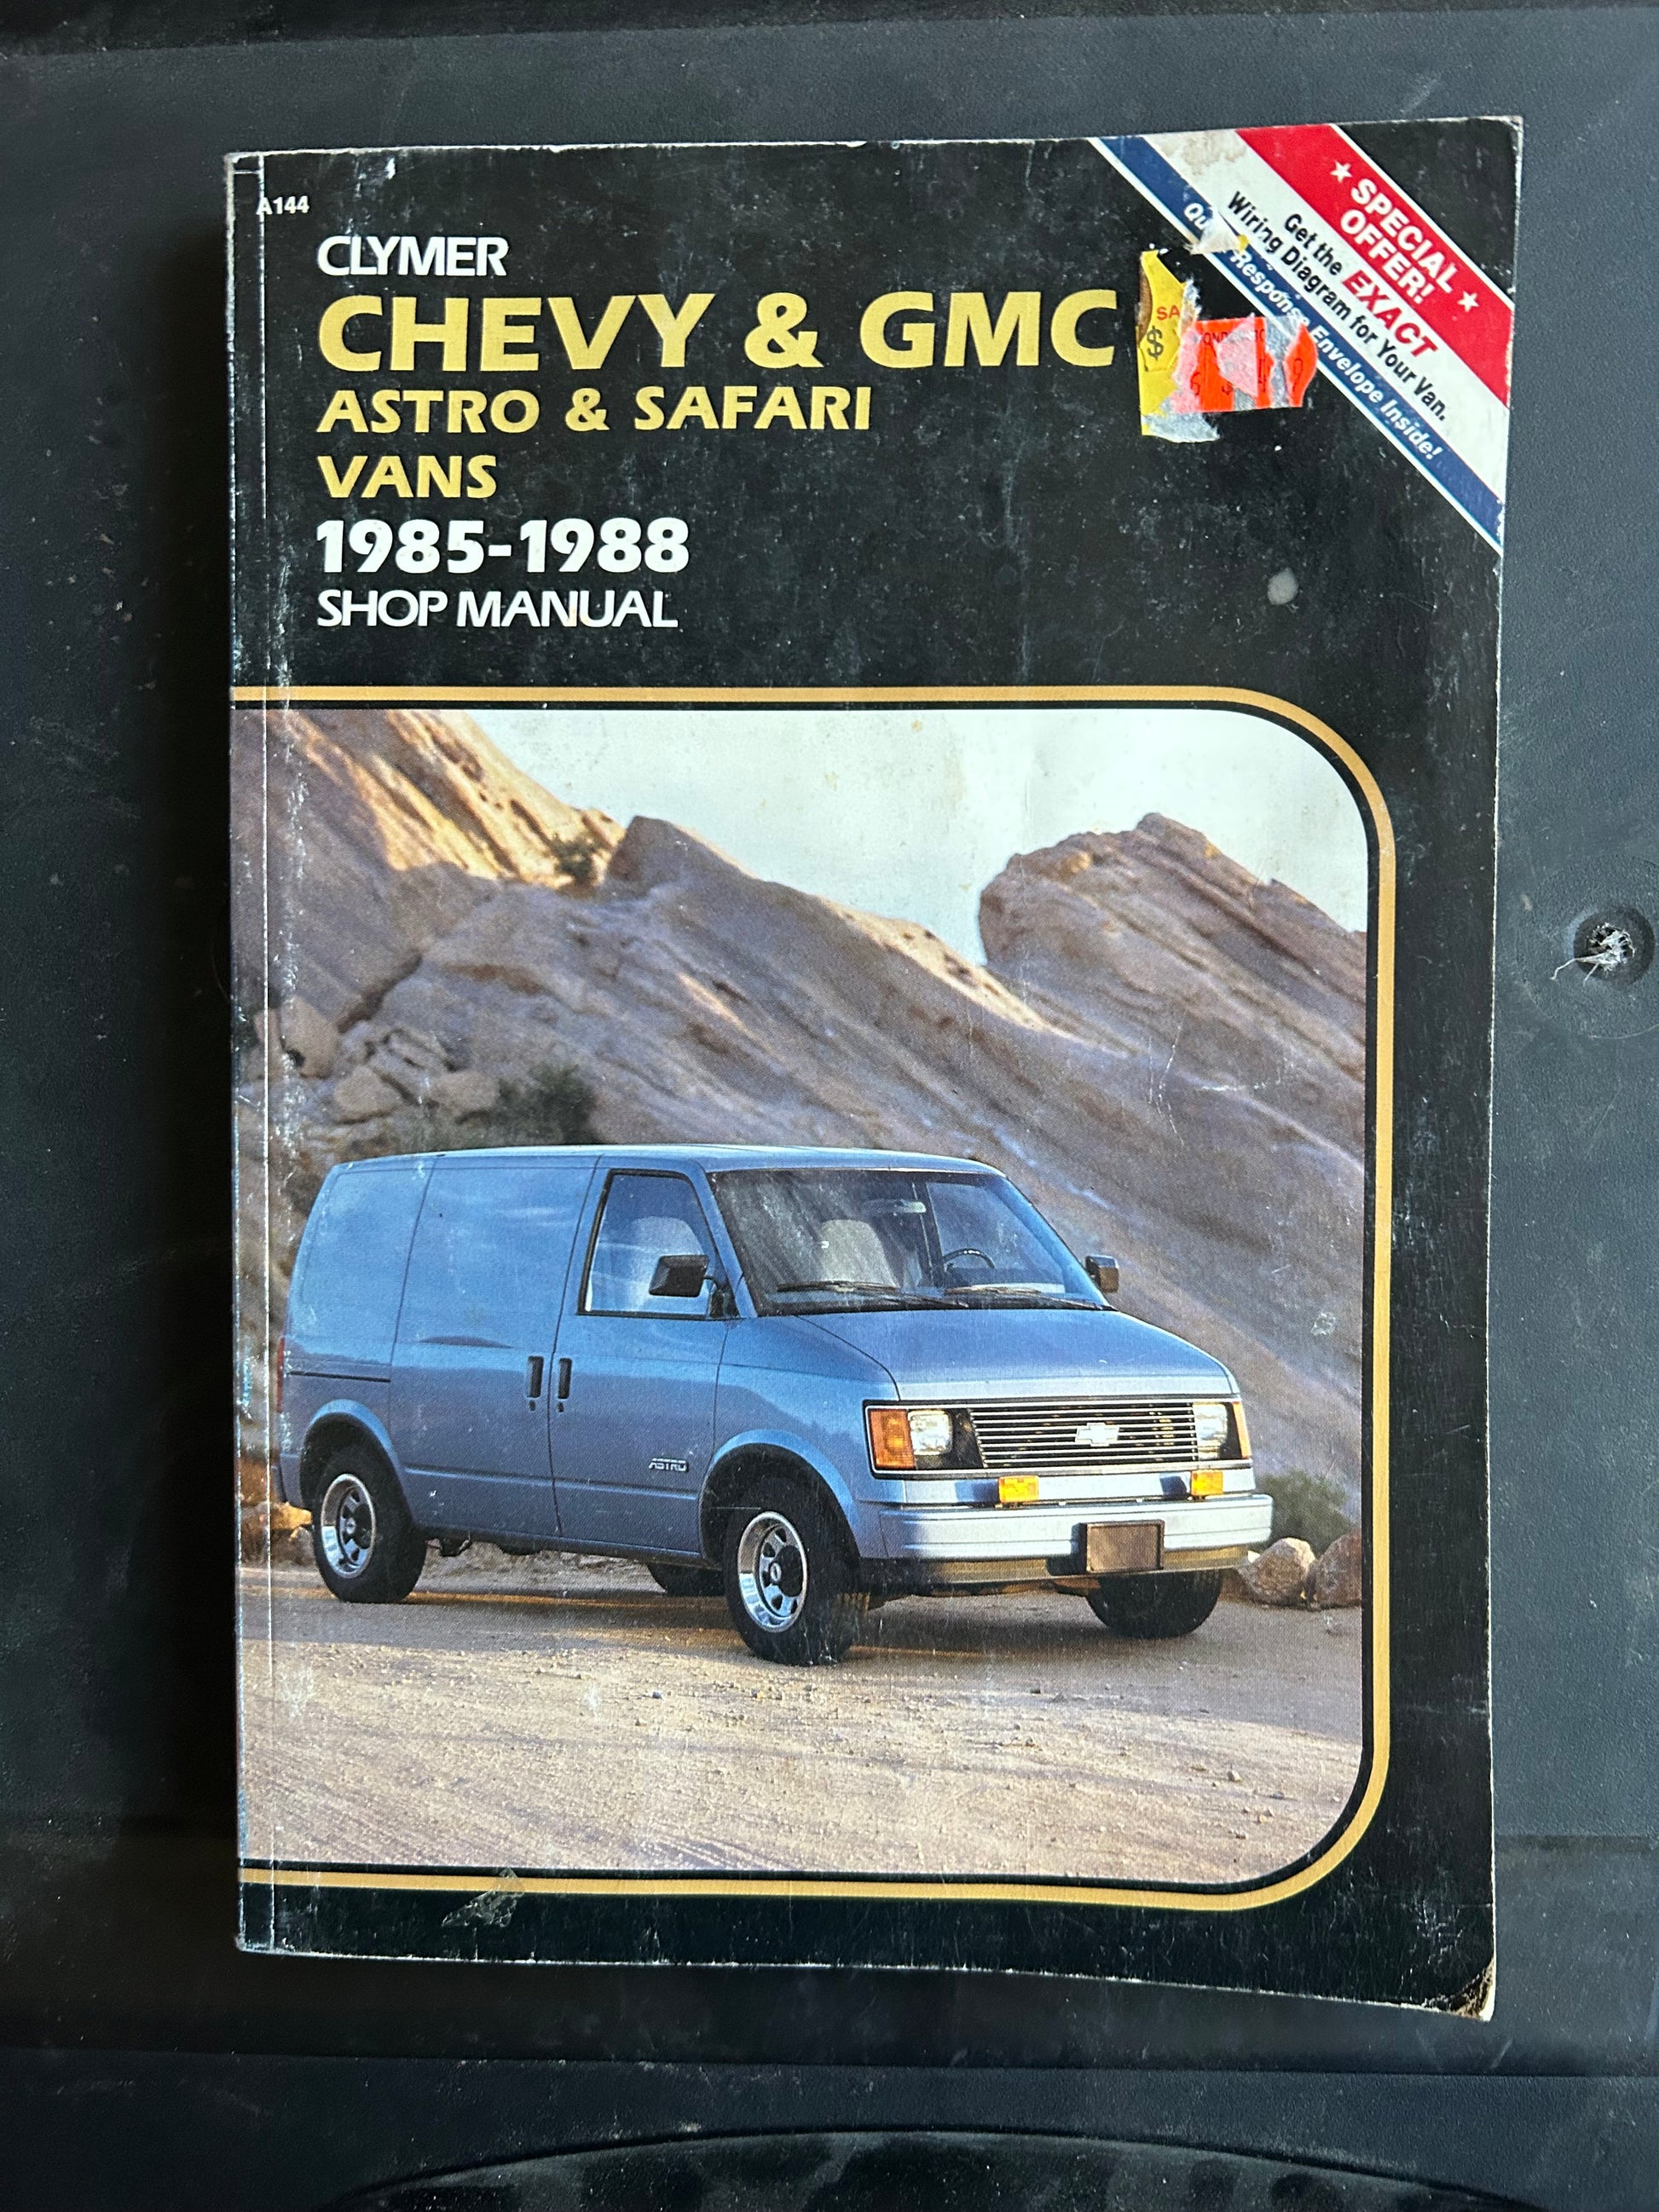 A144
CLYMER
CHEVY & GMC
ASTRO & SAFARI
VANS
1985-1988
SHOP MANUAL
★ SPECIAL
OFFER! ★
Get the EXACT
Wiring Diagram for Your Van.
Response Envelope Inside!
$
ASTRO